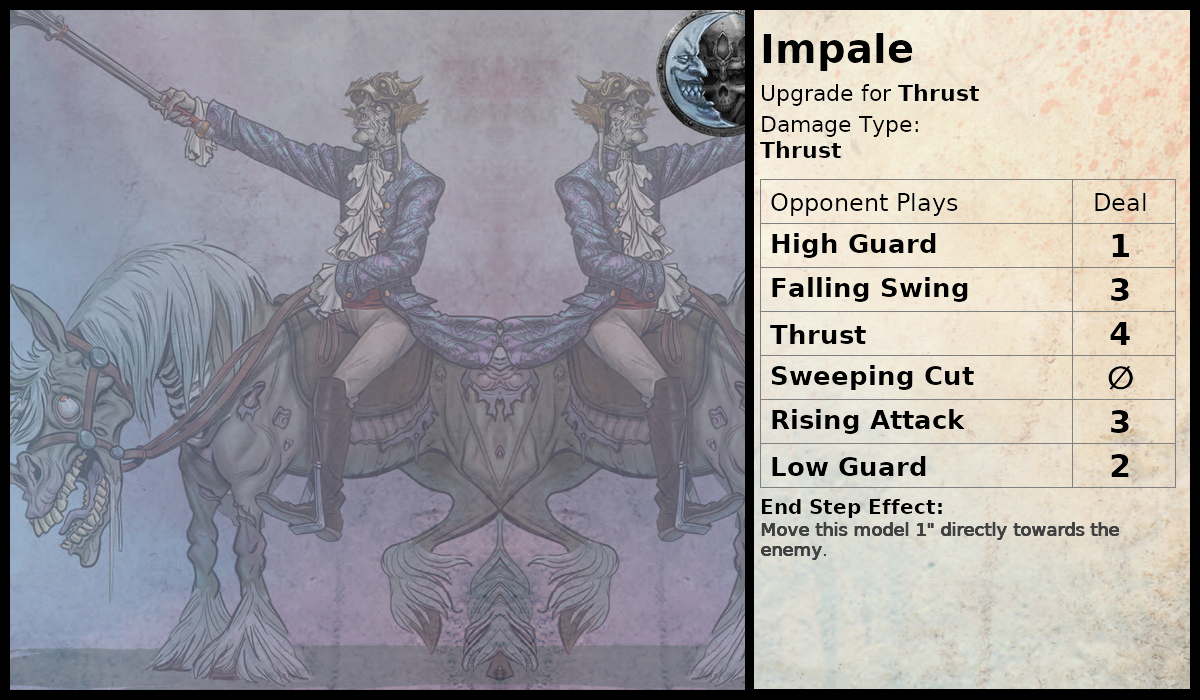 Impale
Upgrade for Thrust
Damage Type:
Thrust
Opponent Plays Deal
High Guard 1
Falling Swing 3
Thrust 4
Sweeping Cut ∅
Rising Attack 3
Low Guard 2
End Step Effect:
Move this model 1" directly towards the
enemy.